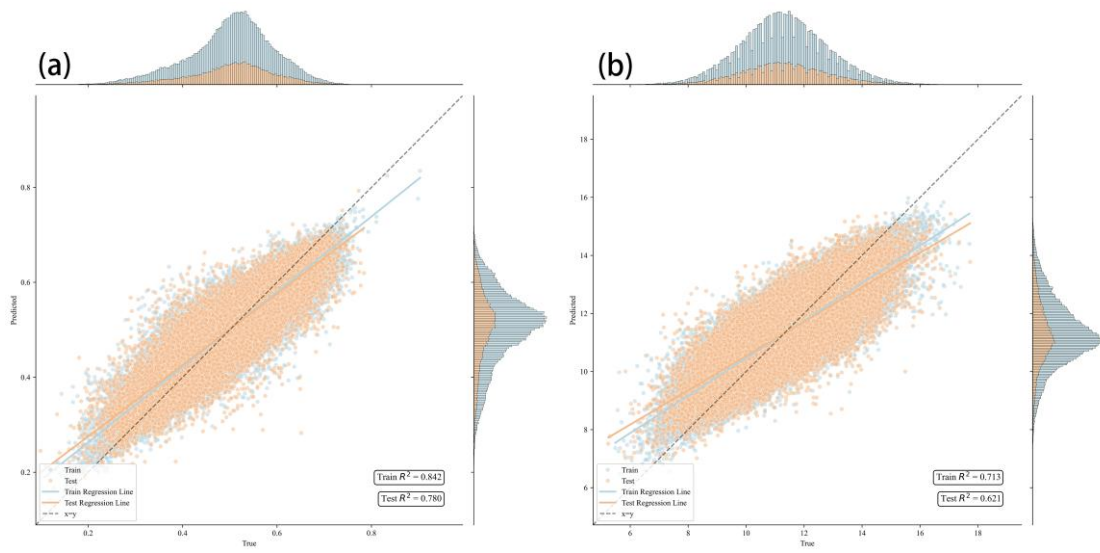 (a)
0.8
0.6
0.4
0.2
Predicted
Train
Test
Train Regression Line
Test Regression Line
x=y
Train R² = 0.842
Test R² = 0.780
0.2 0.4 0.6 0.8
True
(b)
18
16
14
12
10
8
6
Predicted
Train
Test
Train Regression Line
Test Regression Line
x=y
Train R² = 0.713
Test R² = 0.621
6 8 10 12 14 16 18
True